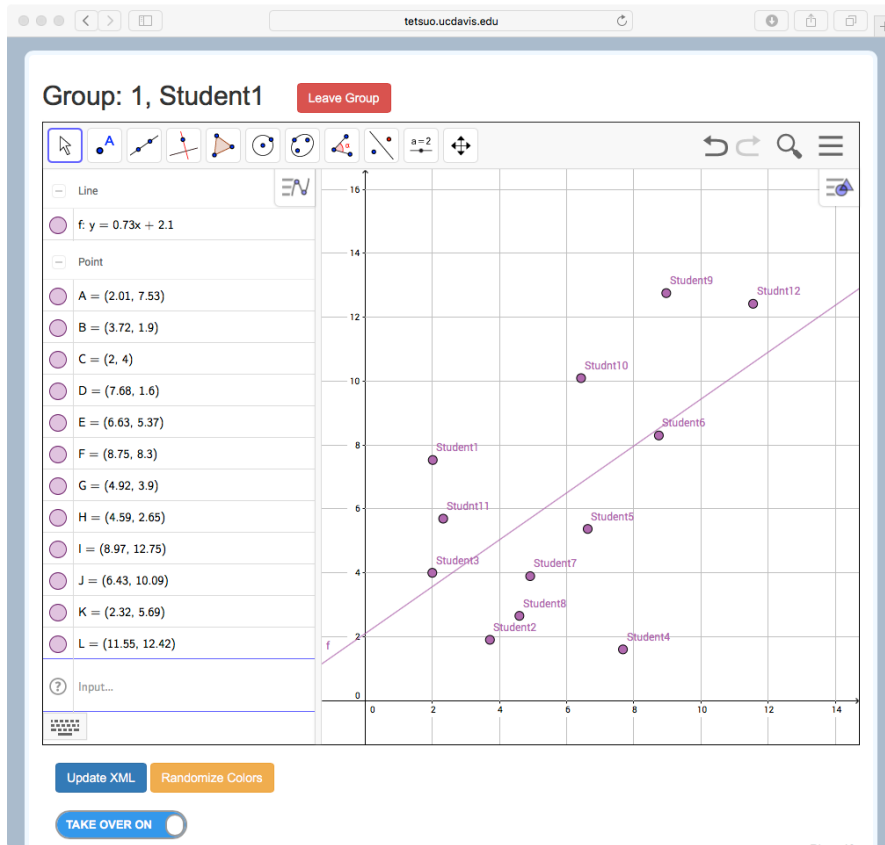 tetsuo.ucdavis.edu
Group: 1, Student1
Leave Group
A
a=2
Line
f: y = 0.73x + 2.1
Point
A = (2.01, 7.53)
B = (3.72, 1.9)
C = (2, 4)
D = (7.68, 1.6)
E = (6.63, 5.37)
F = (8.75, 8.3)
G = (4.92, 3.9)
H = (4.59, 2.65)
I = (8.97, 12.75)
J = (6.43, 10.09)
K = (2.32, 5.69)
L = (11.55, 12.42)
? Input...
16
14
Student9
Studnt12
12
Studnt10
10
Student6
8
Student1
Studnt11
6
Student5
Student3
Student7
4
Student8
Student2
Student4
f
2
0
0 2 4 6 8 10 12 14
Update XML
Randomize Colors
TAKE OVER ON